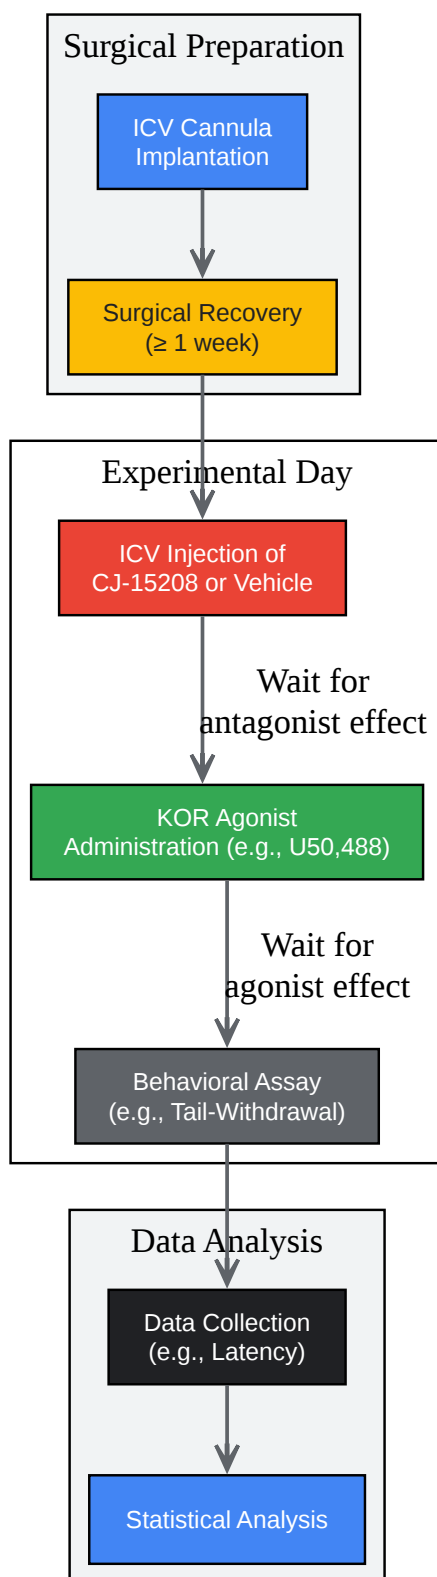 Surgical Preparation
ICV Cannula
Implantation
Surgical Recovery
(≥ 1 week)
Experimental Day
ICV Injection of
CJ-15208 or Vehicle
Wait for
antagonist effect
KOR Agonist
Administration (e.g., U50,488)
Wait for
agonist effect
Behavioral Assay
(e.g., Tail-Withdrawal)
Data Analysis
Data Collection
(e.g., Latency)
Statistical Analysis